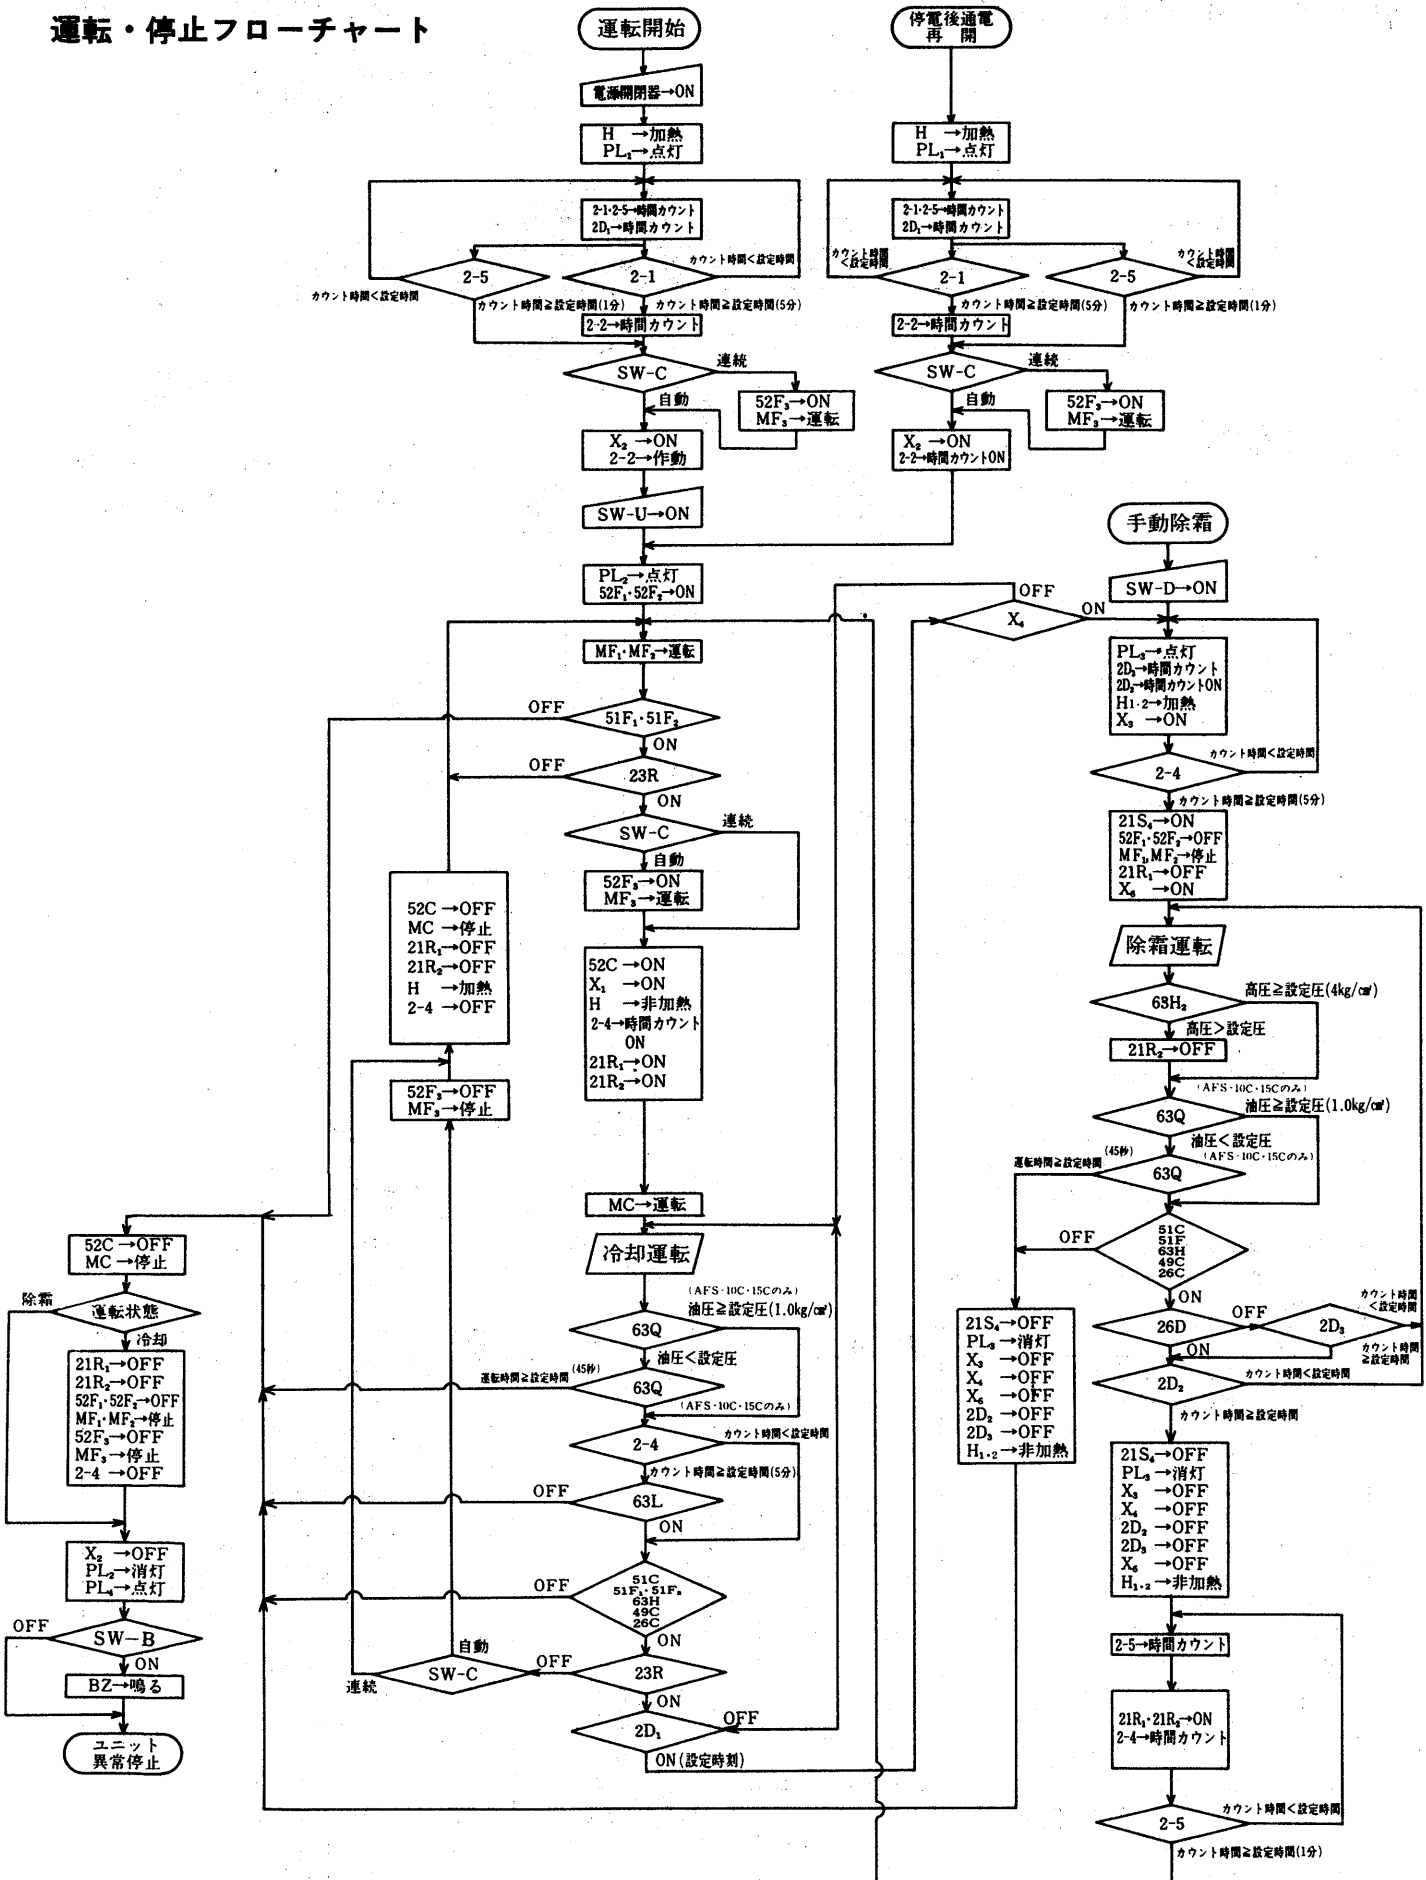 運転・停止フローチャート
運転開始
電源開閉器→ON
H →加熱
PL₁→点灯
2-1・2-5→時間カウント
2D₁→時間カウント
2-5
2-1
カウント時間<設定時間
カウント時間<設定時間
カウント時間≧設定時間(1分)
カウント時間≧設定時間(5分)
2-2→時間カウント
SW-C
連続
自動
52F₃→ON
MF₃→運転
X₂ →ON
2-2→作動
SW-U→ON
停電後通電
再 開
H →加熱
PL₁→点灯
2-1・2-5→時間カウント
2D₁→時間カウント
カウント時間
<設定時間
2-1
2-5
カウント時間
<設定時間
カウント時間≧設定時間(5分)
カウント時間≧設定時間(1分)
2-2→時間カウント
SW-C
連続
自動
52F₃→ON
MF₃→運転
X₂ →ON
2-2→時間カウントON
PL₂→点灯
52F₁・52F₂→ON
MF₁・MF₂→運転
OFF
51F₁・51F₂
ON
OFF
23R
ON
SW-C
連続
自動
52F₃→ON
MF₃→運転
52C →ON
X₁ →ON
H →非加熱
2-4→時間カウント
ON
21R₁→ON
21R₂→ON
MC→運転
冷却運転
(AFS-10C・15Cのみ)
油圧≧設定圧(1.0kg/㎠)
63Q
油圧<設定圧
運転時間≧設定時間(45秒)
63Q
(AFS-10C・15Cのみ)
2-4
カウント時間<設定時間
カウント時間≧設定時間(5分)
OFF
63L
ON
OFF
51C
51F₁・51F₂
63H
49C
26C
ON
自動
SW-C
連続
OFF
23R
ON
2D₁
OFF
ON(設定時刻)
52C →OFF
MC →停止
21R₁→OFF
21R₂→OFF
H →加熱
2-4 →OFF
52F₃→OFF
MF₃→停止
52C→OFF
MC →停止
除霜
運転状態
冷却
21R₁→OFF
21R₂→OFF
52F₁・52F₂→OFF
MF₁・MF₂→停止
52F₃→OFF
MF₃→停止
2-4 →OFF
X₂ →OFF
PL₂→消灯
PL₄→点灯
OFF
SW-B
ON
BZ→鳴る
ユニット
異常停止
手動除霜
SW-D→ON
OFF
X₄
ON
PL₃→点灯
2D₃→時間カウント
2D₂→時間カウントON
H₁・₂→加熱
X₃ →ON
カウント時間<設定時間
2-4
カウント時間≧設定時間(5分)
21S₄→ON
52F₁・52F₂→OFF
MF₁,MF₂→停止
21R₁→OFF
X₆ →ON
除霜運転
63H₂
高圧≧設定圧(4kg/㎠)
高圧>設定圧
21R₂→OFF
(AFS-10C・15Cのみ)
63Q
油圧≧設定圧(1.0kg/㎠)
油圧<設定圧
(AFS-10C・15Cのみ)
運転時間≧設定時間(45秒)
63Q
OFF
51C
51F
63H
49C
26C
ON
26D
OFF
ON
2D₃
カウント時間
<設定時間
カウント時間
≧設定時間
2D₂
カウント時間<設定時間
カウント時間≧設定時間
21S₄→OFF
PL₃→消灯
X₃ →OFF
X₄ →OFF
X₆ →OFF
2D₂ →OFF
2D₃ →OFF
H₁・₂→非加熱
21S₄→OFF
PL₃→消灯
X₃ →OFF
X₄ →OFF
2D₂ →OFF
2D₃ →OFF
X₆ →OFF
H₁・₂→非加熱
2-5→時間カウント
21R₁・21R₂→ON
2-4→時間カウント
2-5
カウント時間<設定時間
カウント時間≧設定時間(1分)